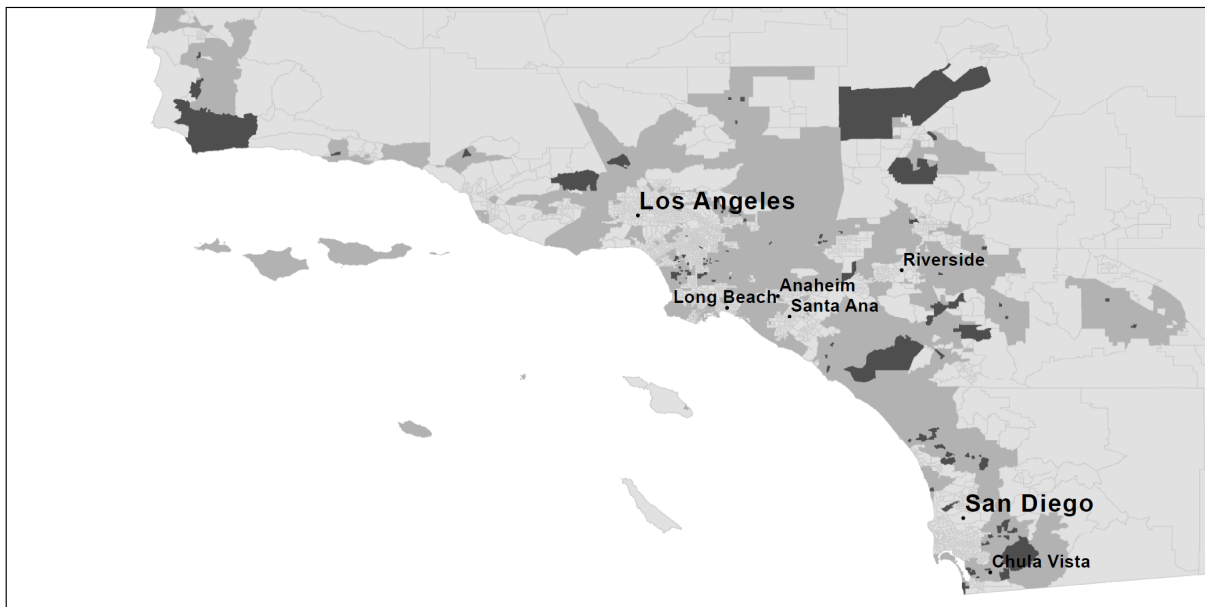 Los Angeles
Riverside
Anaheim
Long Beach
Santa Ana
San Diego
Chula Vista